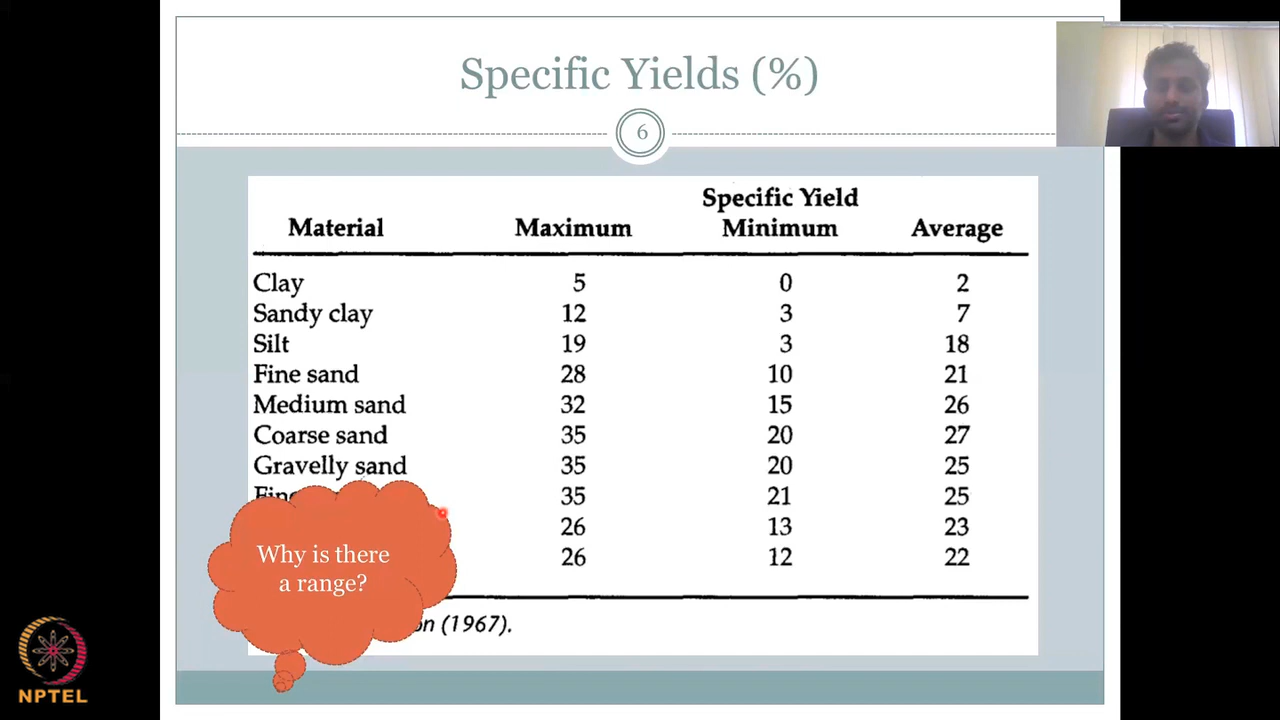 Specific Yields (%)
6
Specific Yield
Material Maximum Minimum Average
Clay 5 0 2
Sandy clay 12 3 7
Silt 19 3 18
Fine sand 28 10 21
Medium sand 32 15 26
Coarse sand 35 20 27
Gravelly sand 35 20 25
35 21 25
26 13 23
26 12 22
Why is there
a range?
(1967).
NPTEL